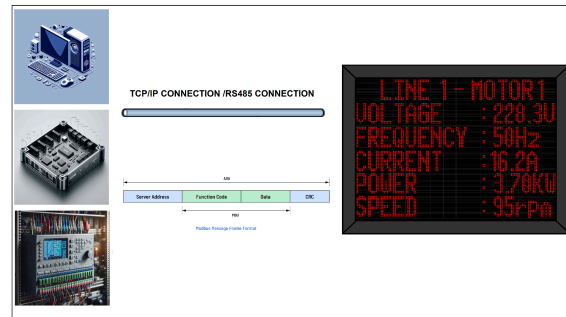 TCP/IP CONNECTION /RS485 CONNECTION
ADU
Server Address Function Code Data CRC
PDU
Modbus Message Frame Format
LINE 1 - MOTOR1
VOLTAGE : 228.3V
FREQUENCY : 50Hz
CURRENT : 16.2A
POWER : 3.70KW
SPEED : 95rpm